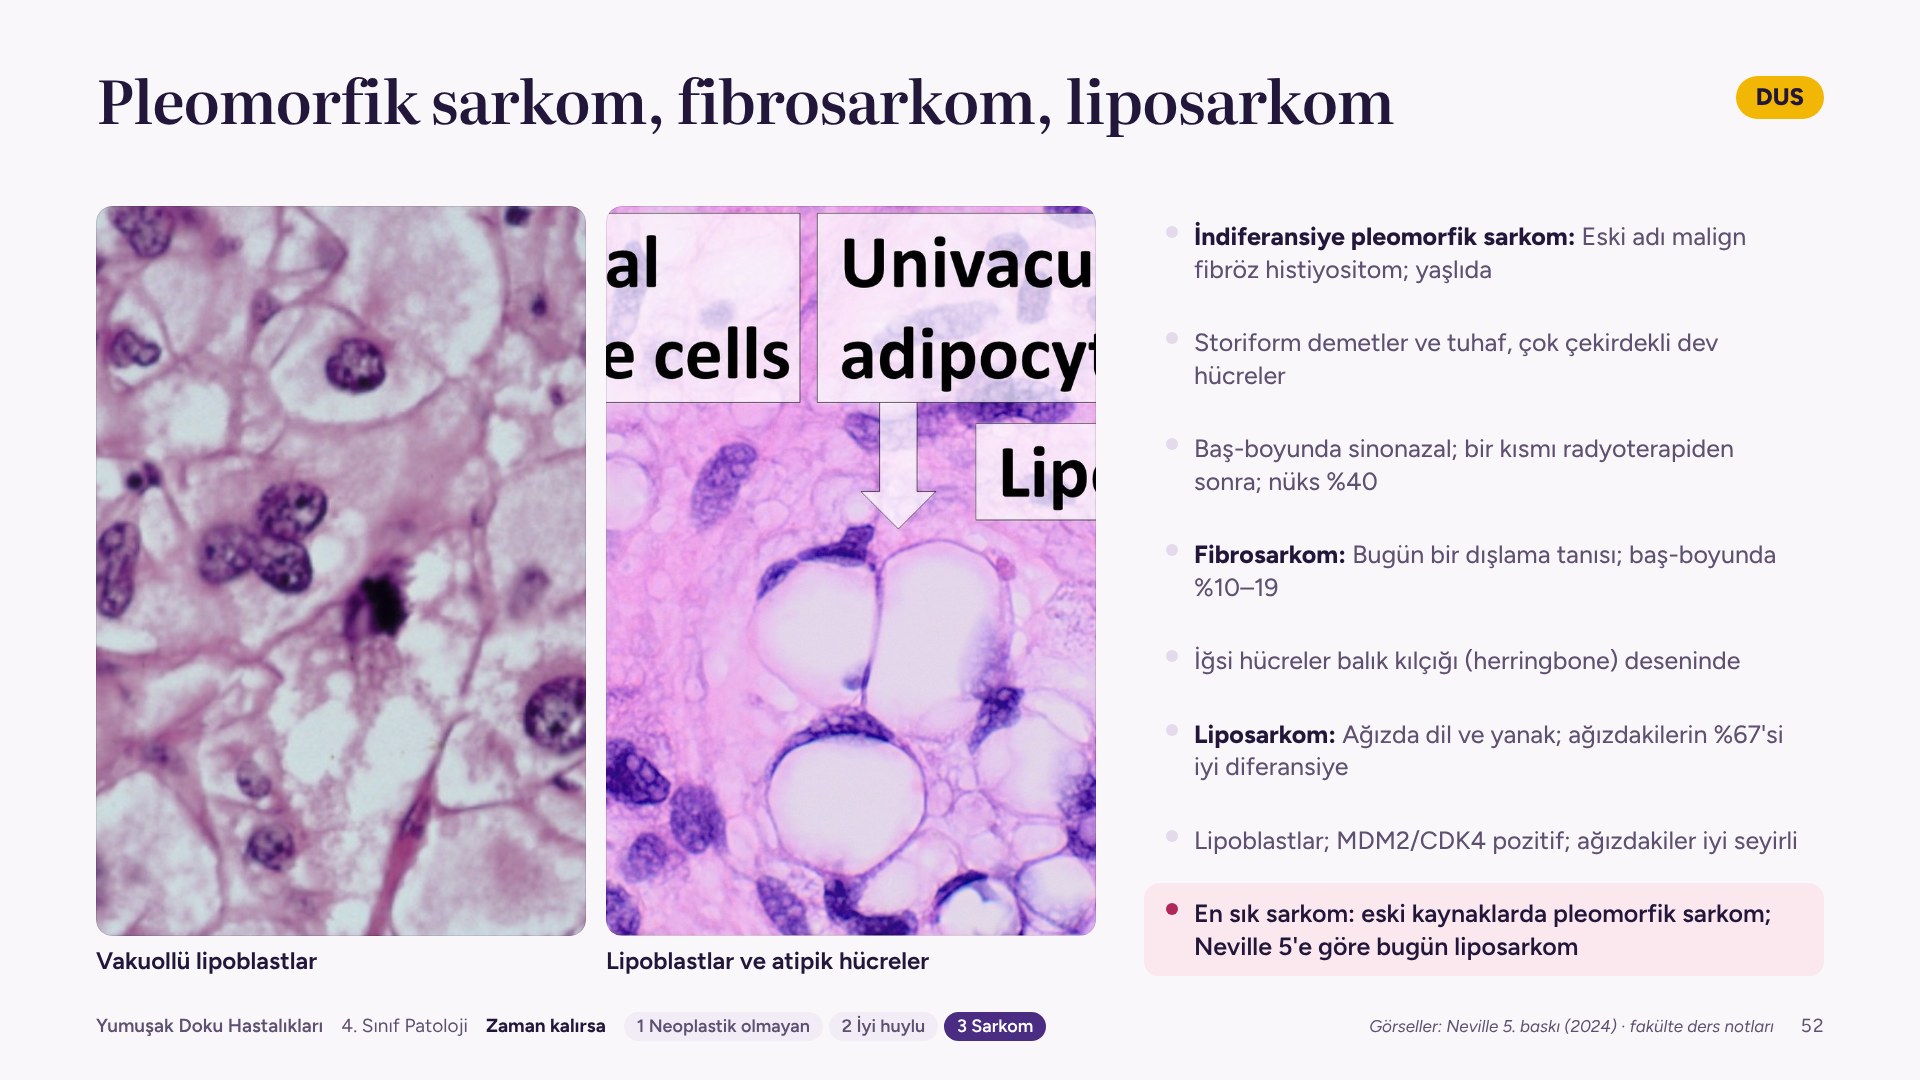 Pleomorfik sarkom, fibrosarkom, liposarkom
DUS
al
e cells
Univacu
adipocyt
Lipo
Vakuollü lipoblastlar
Lipoblastlar ve atipik hücreler
İndiferansiye pleomorfik sarkom: Eski adı malign
fibröz histiyositom; yaşlıda
Storiform demetler ve tuhaf, çok çekirdekli dev
hücreler
Baş-boyunda sinonazal; bir kısmı radyoterapiden
sonra; nüks %40
Fibrosarkom: Bugün bir dışlama tanısı; baş-boyunda
%10–19
İğsi hücreler balık kılçığı (herringbone) deseninde
Liposarkom: Ağızda dil ve yanak; ağızdakilerin %67'si
iyi diferansiye
Lipoblastlar; MDM2/CDK4 pozitif; ağızdakiler iyi seyirli
En sık sarkom: eski kaynaklarda pleomorfik sarkom;
Neville 5'e göre bugün liposarkom
Yumuşak Doku Hastalıkları 4. Sınıf Patoloji Zaman kalırsa 1 Neoplastik olmayan 2 İyi huylu 3 Sarkom
Görseller: Neville 5. baskı (2024) · fakülte ders notları 52